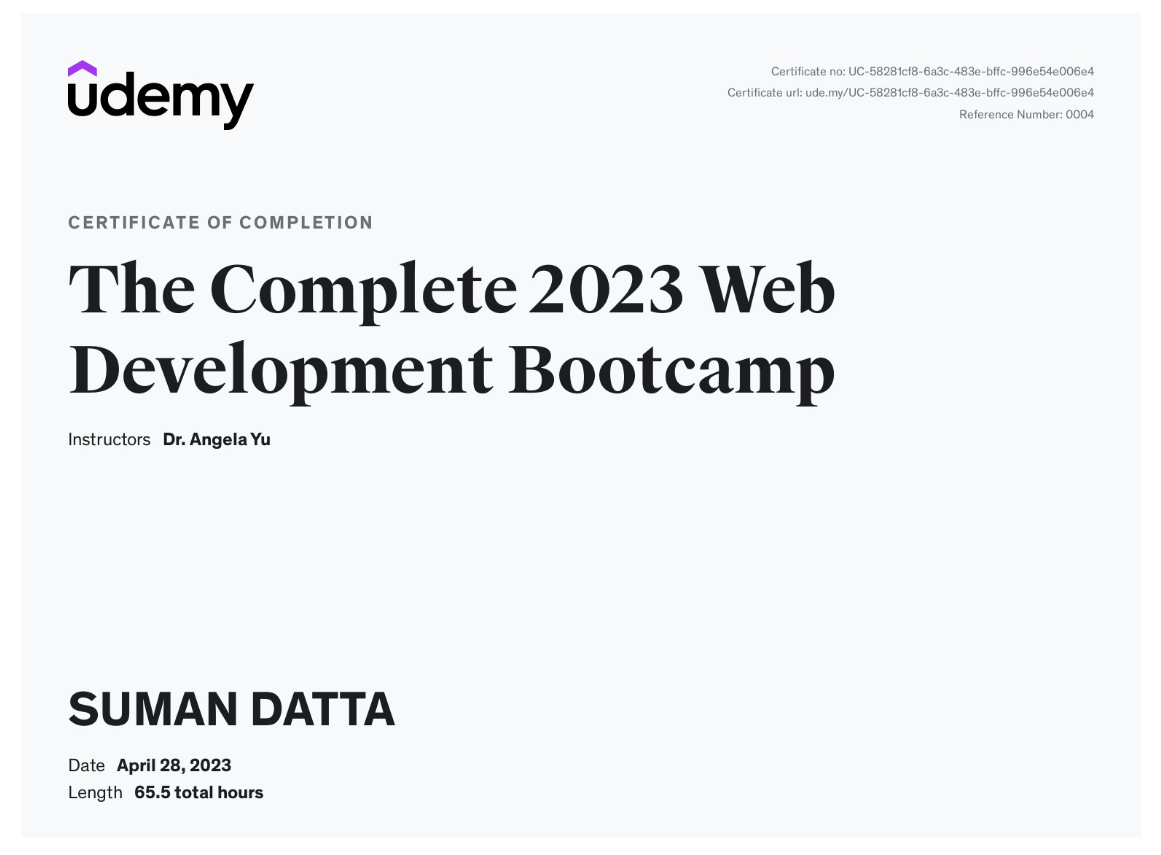 udemy
Certificate no: UC-58281cf8-6a3c-483e-bffc-996e54e006e4
Certificate url: ude.my/UC-58281cf8-6a3c-483e-bffc-996e54e006e4
Reference Number: 0004
CERTIFICATE OF COMPLETION
The Complete 2023 Web
Development Bootcamp
Instructors Dr. Angela Yu
SUMAN DATTA
Date April 28, 2023
Length 65.5 total hours